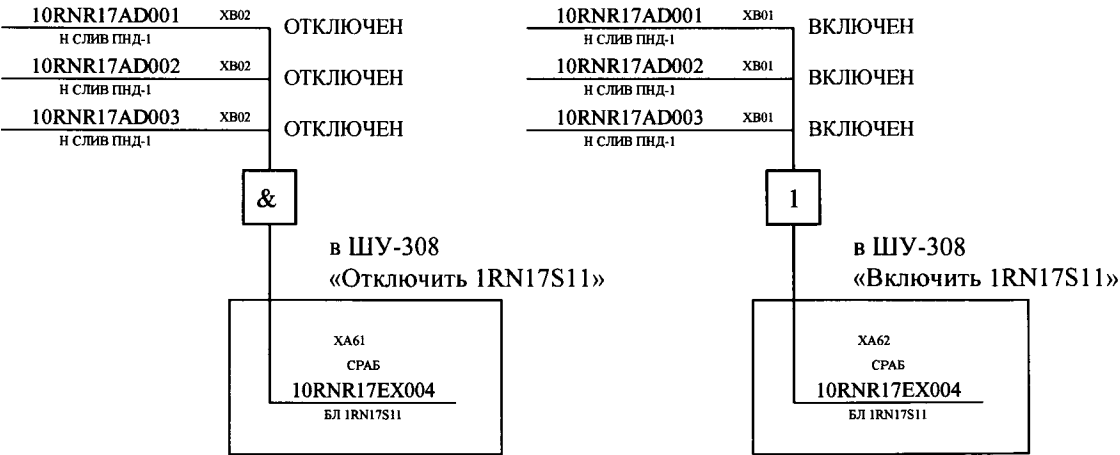 10RNR17AD001 XB02 ОТКЛЮЧЕН
Н СЛИВ ПНД-1
10RNR17AD002 XB02 ОТКЛЮЧЕН
Н СЛИВ ПНД-1
10RNR17AD003 XB02 ОТКЛЮЧЕН
Н СЛИВ ПНД-1
&
в ШУ-308
«Отключить 1RN17S11»
XA61
СРАБ
10RNR17EX004
БЛ 1RN17S11
10RNR17AD001 XB01 ВКЛЮЧЕН
Н СЛИВ ПНД-1
10RNR17AD002 XB01 ВКЛЮЧЕН
Н СЛИВ ПНД-1
10RNR17AD003 XB01 ВКЛЮЧЕН
Н СЛИВ ПНД-1
1
в ШУ-308
«Включить 1RN17S11»
XA62
СРАБ
10RNR17EX004
БЛ 1RN17S11